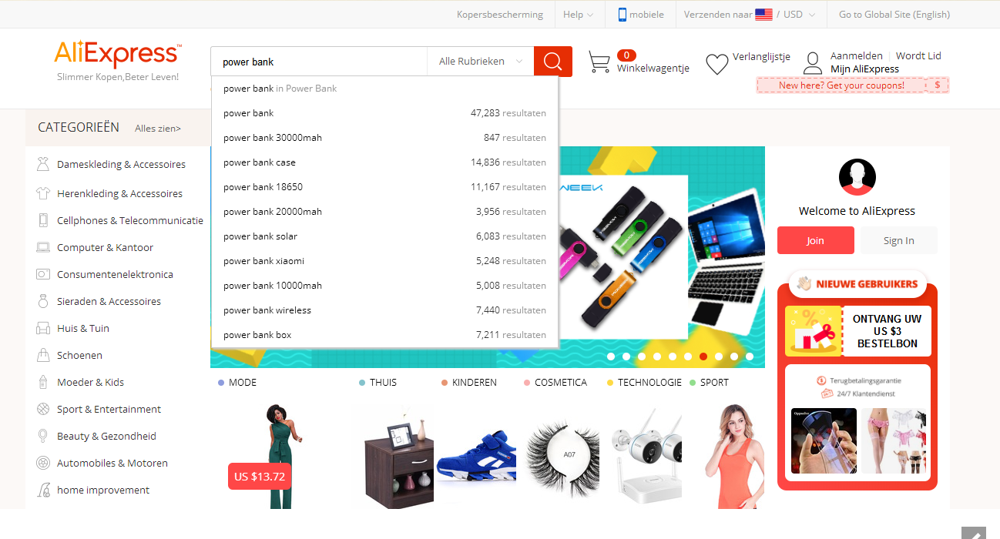 Kopersbescherming
Help
mobiele
Verzenden naar / USD
Go to Global Site (English)
AliExpress™
Slimmer Kopen,Beter Leven!
power bank
Alle Rubrieken
0
Winkelwagentje
Verlanglijstje
Aanmelden | Wordt Lid
Mijn AliExpress
New here? Get your coupons! $
CATEGORIEËN Alles zien>
power bank in Power Bank
power bank 47,283 resultaten
power bank 30000mah 847 resultaten
power bank case 14,836 resultaten
power bank 18650 11,167 resultaten
power bank 20000mah 3,956 resultaten
power bank solar 6,083 resultaten
power bank xiaomi 5,248 resultaten
power bank 10000mah 5,008 resultaten
power bank wireless 7,440 resultaten
power bank box 7,211 resultaten
Dameskleding & Accessoires
Herenkleding & Accessoires
Cellphones & Telecommunicatie
Computer & Kantoor
Consumentenelektronica
Sieraden & Accessoires
Huis & Tuin
Schoenen
Moeder & Kids
Sport & Entertainment
Beauty & Gezondheid
Automobiles & Motoren
home improvement
Welcome to AliExpress
Join
Sign In
NIEUWE GEBRUIKERS
%
ONTVANG UW
US $3
BESTELBON
$ Terugbetalingsgarantie
24/7 Klantendienst
MODE
THUIS
KINDEREN
COSMETICA
TECHNOLOGIE
SPORT
US $13.72
A07